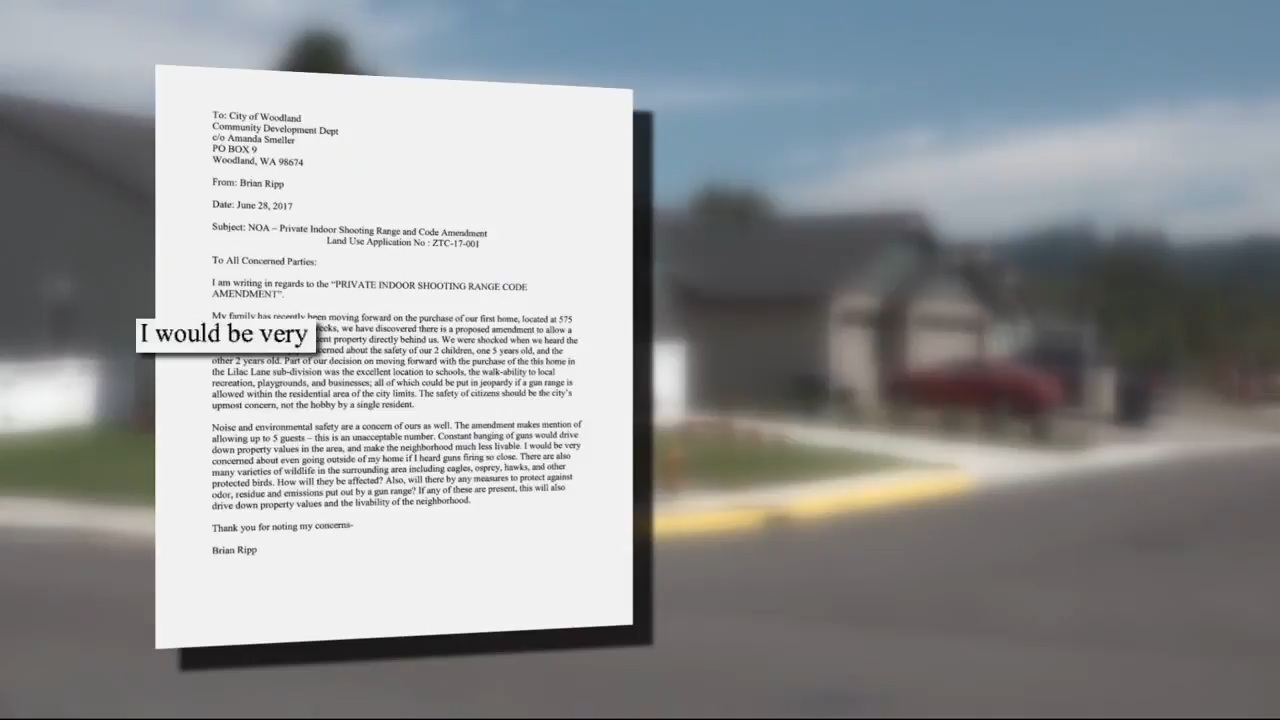 To: City of Woodland
Community Development Dept
c/o Amanda Smeller
PO BOX 9
Woodland, WA 98674
From: Brian Ripp
Date: June 28, 2017
Subject: NOA – Private Indoor Shooting Range and Code Amendment
Land Use Application No : ZTC-17-001
To All Concerned Parties:
I am writing in regards to the “PRIVATE INDOOR SHOOTING RANGE CODE
AMENDMENT”.
My family has recently been moving forward on the purchase of our first home, located at 575
I would be very
we have discovered there is a proposed amendment to allow a
property directly behind us. We were shocked when we heard the
about the safety of our 2 children, one 5 years old, and the
other 2 years old. Part of our decision on moving forward with the purchase of the this home in
the Lilac Lane sub-division was the excellent location to schools, the walk-ability to local
recreation, playgrounds, and businesses; all of which could be put in jeopardy if a gun range is
allowed within the residential area of the city limits. The safety of citizens should be the city’s
upmost concern, not the hobby by a single resident.
Noise and environmental safety are a concern of ours as well. The amendment makes mention of
allowing up to 5 guests – this is an unacceptable number. Constant banging of guns would drive
down property values in the area, and make the neighborhood much less livable. I would be very
concerned about even going outside of my home if I heard guns firing so close. There are also
many varieties of wildlife in the surrounding area including eagles, osprey, hawks, and other
protected birds. How will they be affected? Also, will there by any measures to protect against
odor, residue and emissions put out by a gun range? If any of these are present, this will also
drive down property values and the livability of the neighborhood.
Thank you for noting my concerns-
Brian Ripp